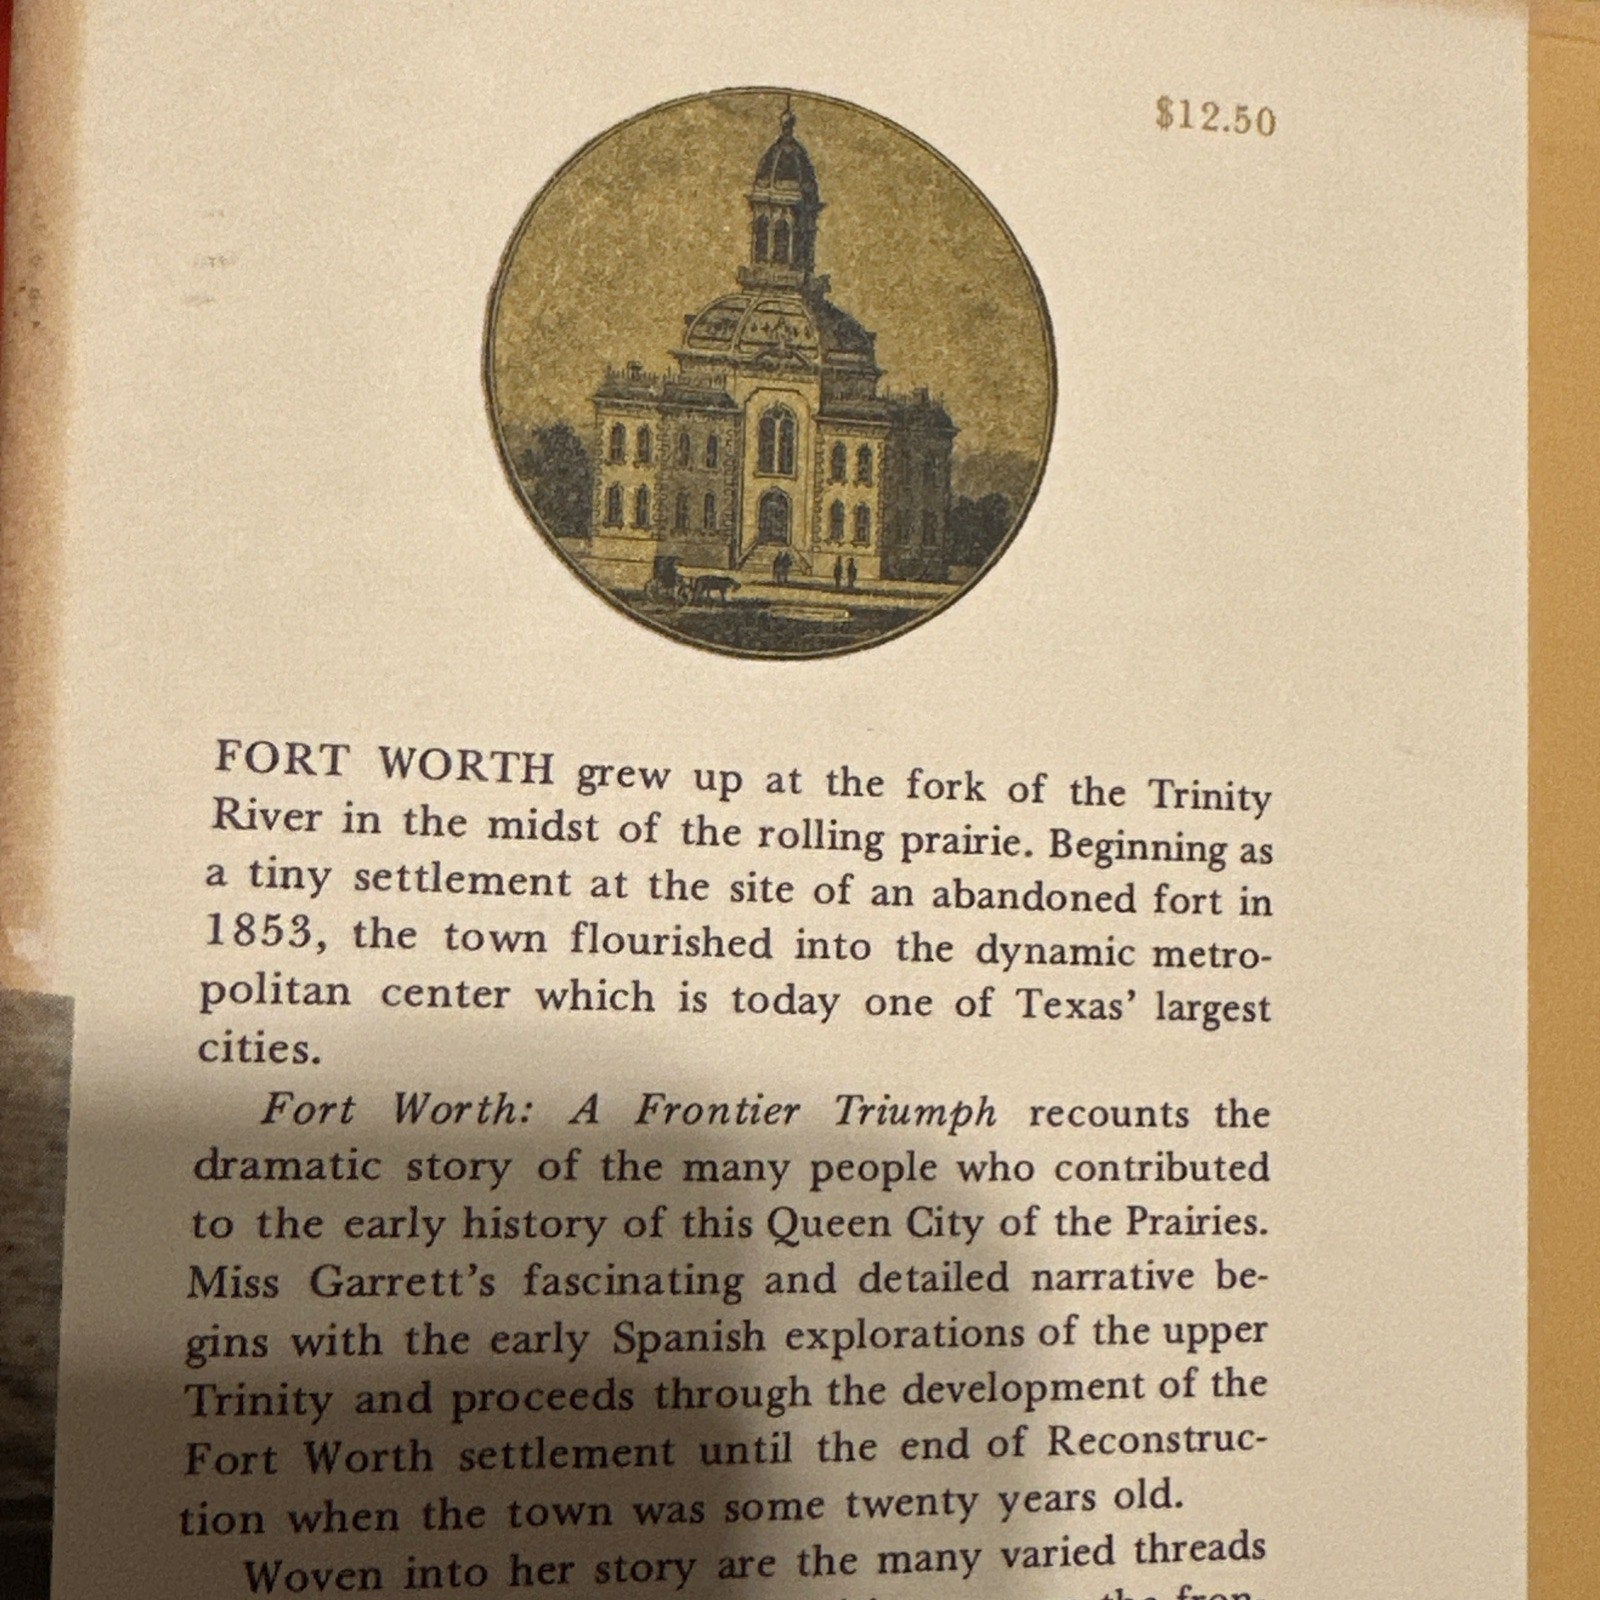 $12.50
FORT WORTH grew up at the fork of the Trinity
River in the midst of the rolling prairie. Beginning as
a tiny settlement at the site of an abandoned fort in
1853, the town flourished into the dynamic metro-
politan center which is today one of Texas' largest
cities.
Fort Worth: A Frontier Triumph recounts the
dramatic story of the many people who contributed
to the early history of this Queen City of the Prairies.
Miss Garrett's fascinating and detailed narrative be-
gins with the early Spanish explorations of the upper
Trinity and proceeds through the development of the
Fort Worth settlement until the end of Reconstruc-
tion when the town was some twenty years old.
Woven into her story are the many varied threads
the fron-